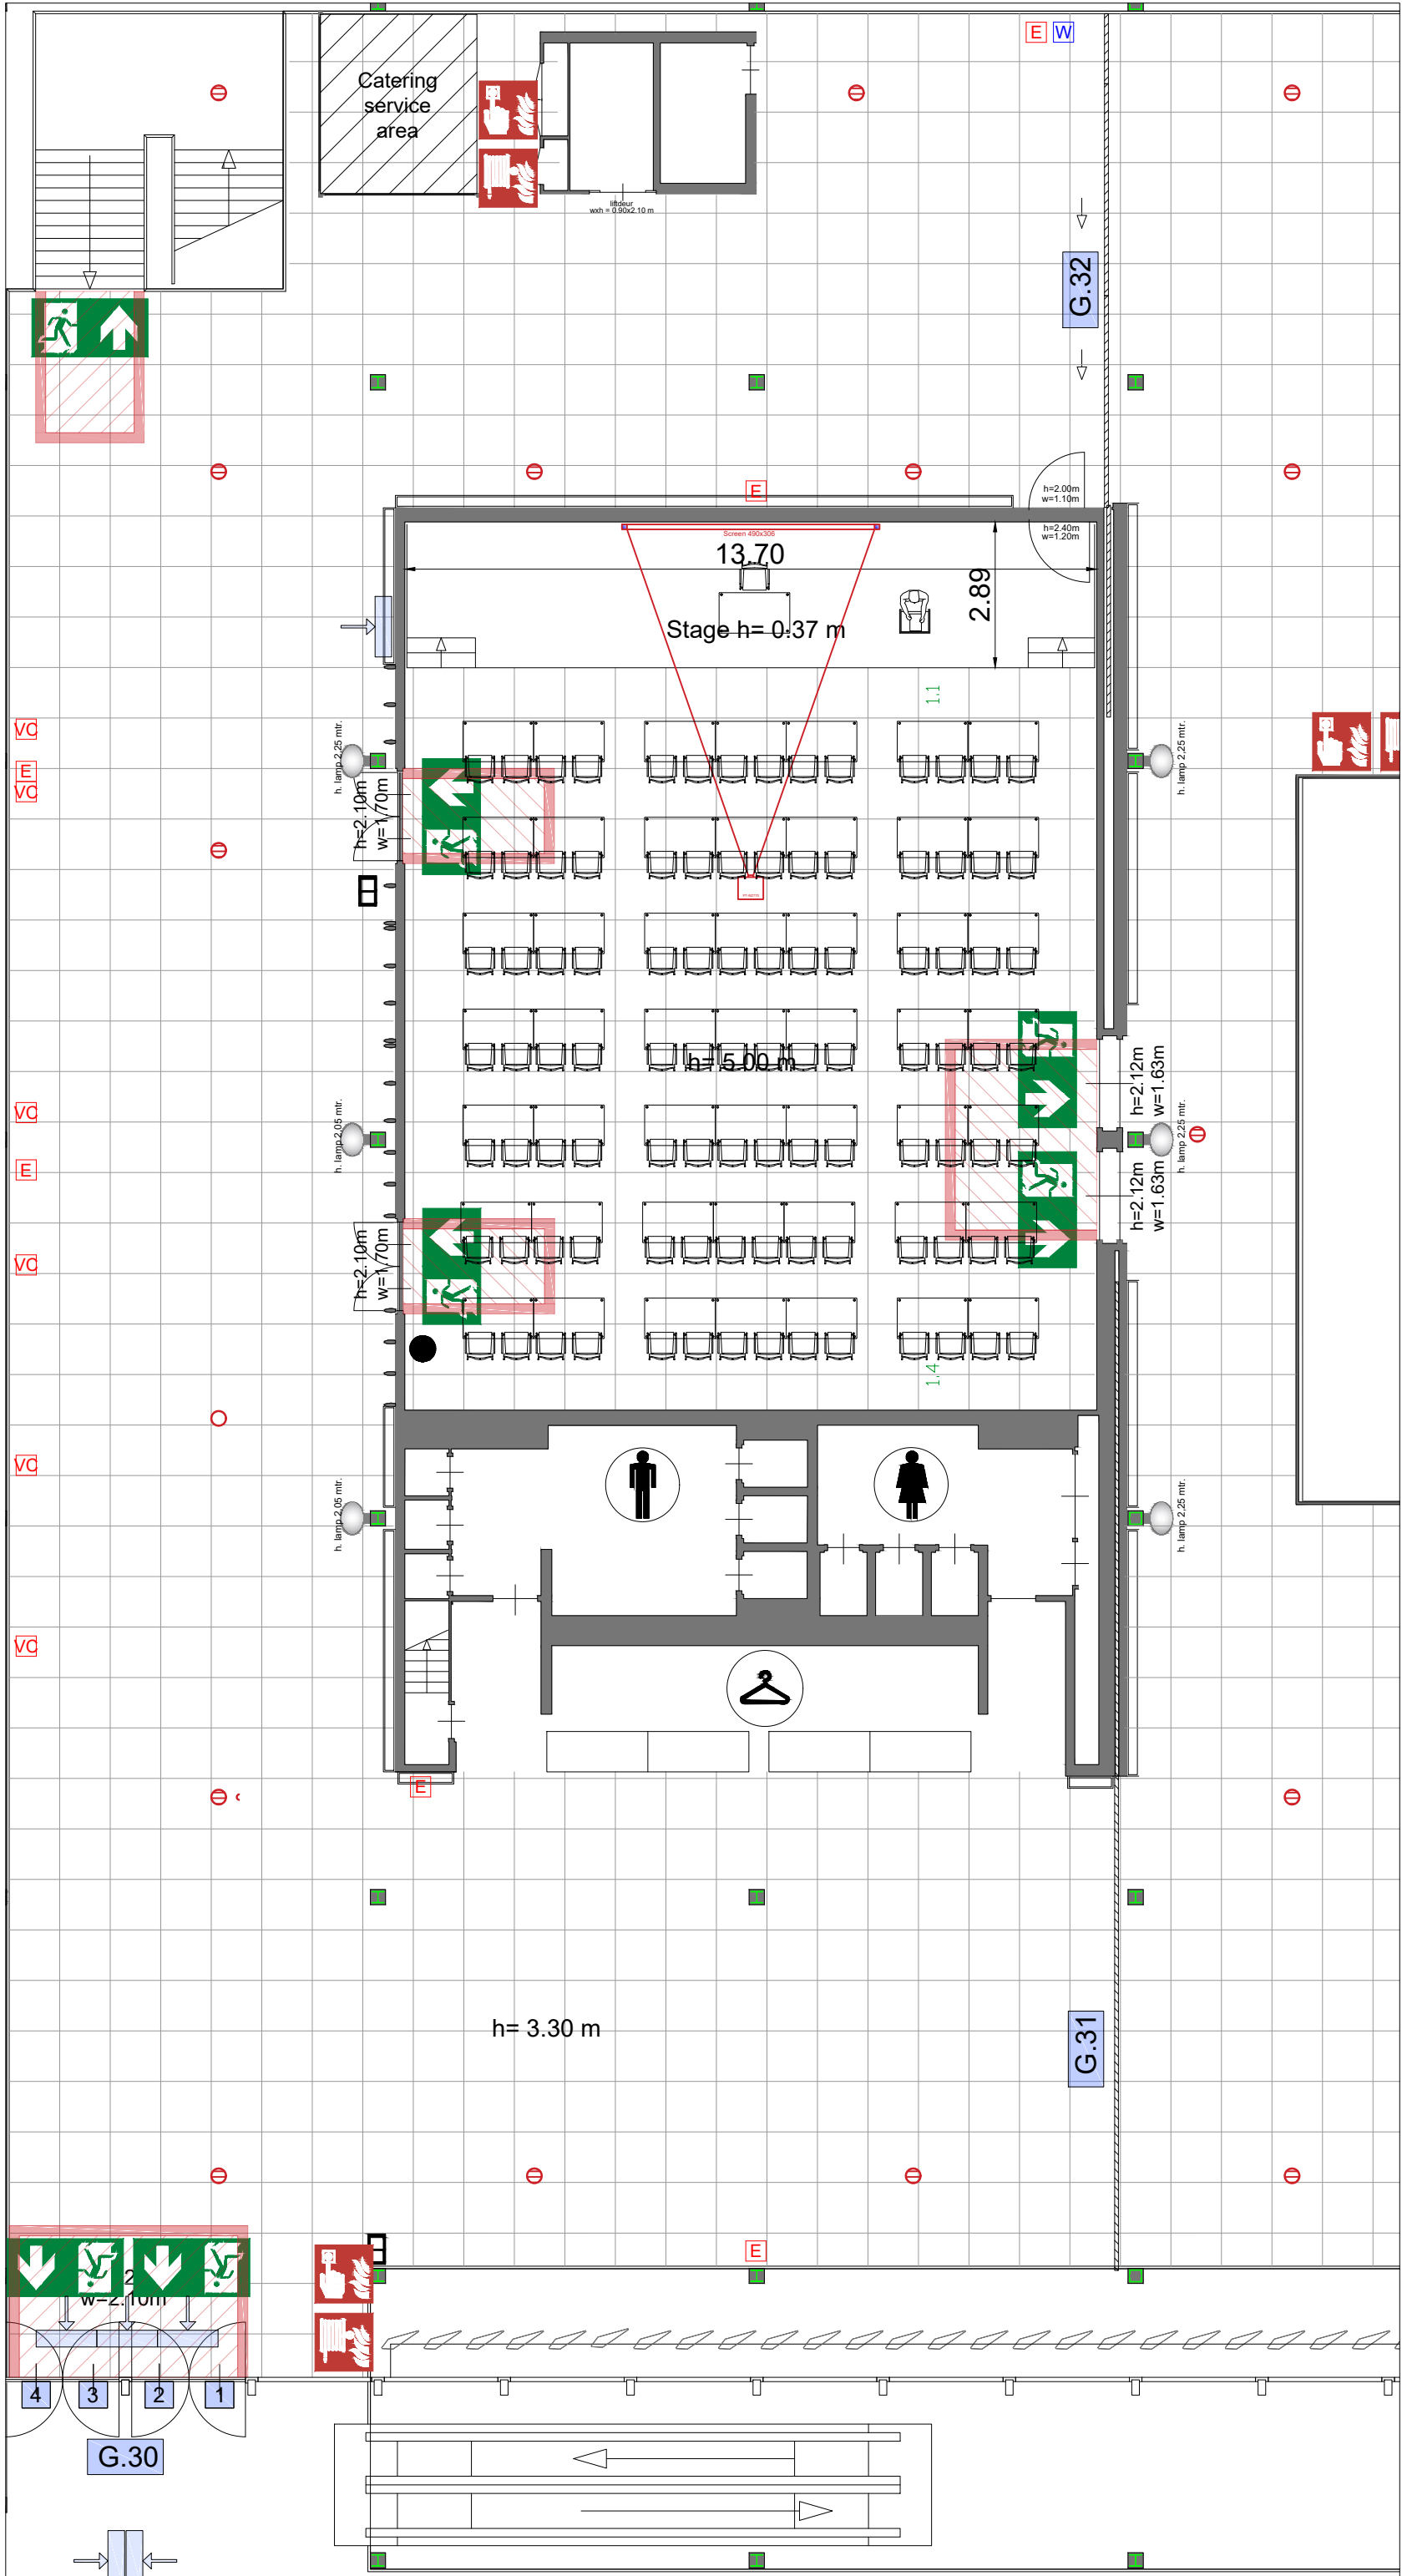 E W
Catering
service
area
liftdeur
wxh = 0.90x2.10 m
G.32
E
h=2.00m
w=1.10m
h=2.40m
w=1.20m
Screen 490x306
13.70
2.89
Stage h= 0.37 m
1.1
VC
E
VC
h. lamp 2,25 mtr.
h. lamp 2,25 mtr.
h=2.10m
w=1.70m
h= 5.00 m
h=2.12m
w=1.63m
VC
h. lamp 2,05 mtr.
h. lamp 2,25 mtr.
E
h=2.12m
w=1.63m
VC
h=2.10m
w=1.70m
1.4
VC
h. lamp 2,05 mtr.
h. lamp 2,25 mtr.
VC
E
h= 3.30 m
G.31
E
w=2.10m
4 3 2 1
G.30